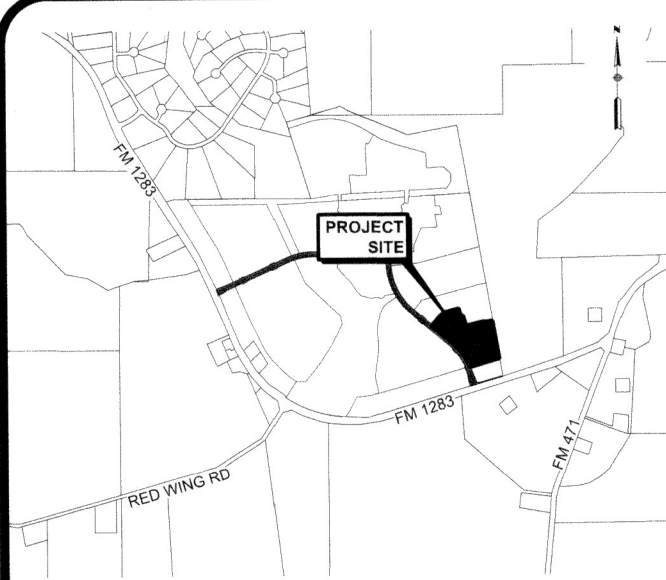 N
FM 1283
PROJECT
SITE
FM 1283
FM 471
RED WING RD